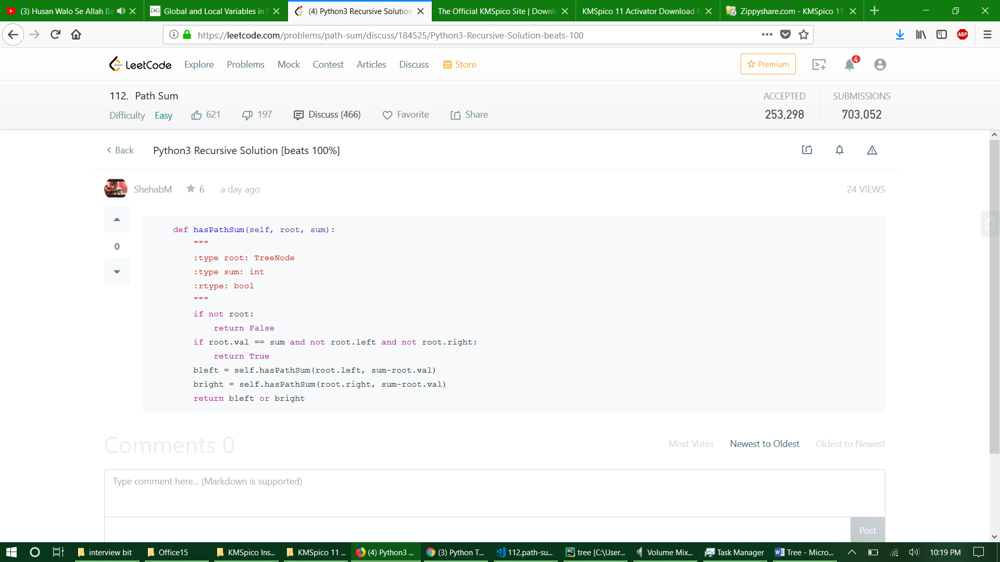 (3) Husan Walo Se Allah Ba
Global and Local Variables in P
(4) Python3 Recursive Solution
The Official KMSpico Site | Downlo
KMSpico 11 Activator Download F
Zippyshare.com - KMSpico 11
https://leetcode.com/problems/path-sum/discuss/184525/Python3-Recursive-Solution-beats-100
ABP
LeetCode Explore Problems Mock Contest Articles Discuss Store
Premium
4
112. Path Sum
ACCEPTED SUBMISSIONS
Difficulty Easy 621 197 Discuss (466) Favorite Share
253,298 703,052
Back Python3 Recursive Solution [beats 100%]
ShehabM 6 a day ago 24 VIEWS
0
def hasPathSum(self, root, sum):
"""
:type root: TreeNode
:type sum: int
:rtype: bool
"""
if not root:
return False
if root.val == sum and not root.left and not root.right:
return True
bleft = self.hasPathSum(root.left, sum-root.val)
bright = self.hasPathSum(root.right, sum-root.val)
return bleft or bright
Comments 0
Most Votes Newest to Oldest Oldest to Newest
Type comment here... (Markdown is supported)
Post
interview bit Office15 KMSpico Ins... KMSpico 11 ... (4) Python3 ... (3) Python T... 112.path-su... tree [C:\User... Volume Mix... Task Manager Tree - Micro... 10:19 PM